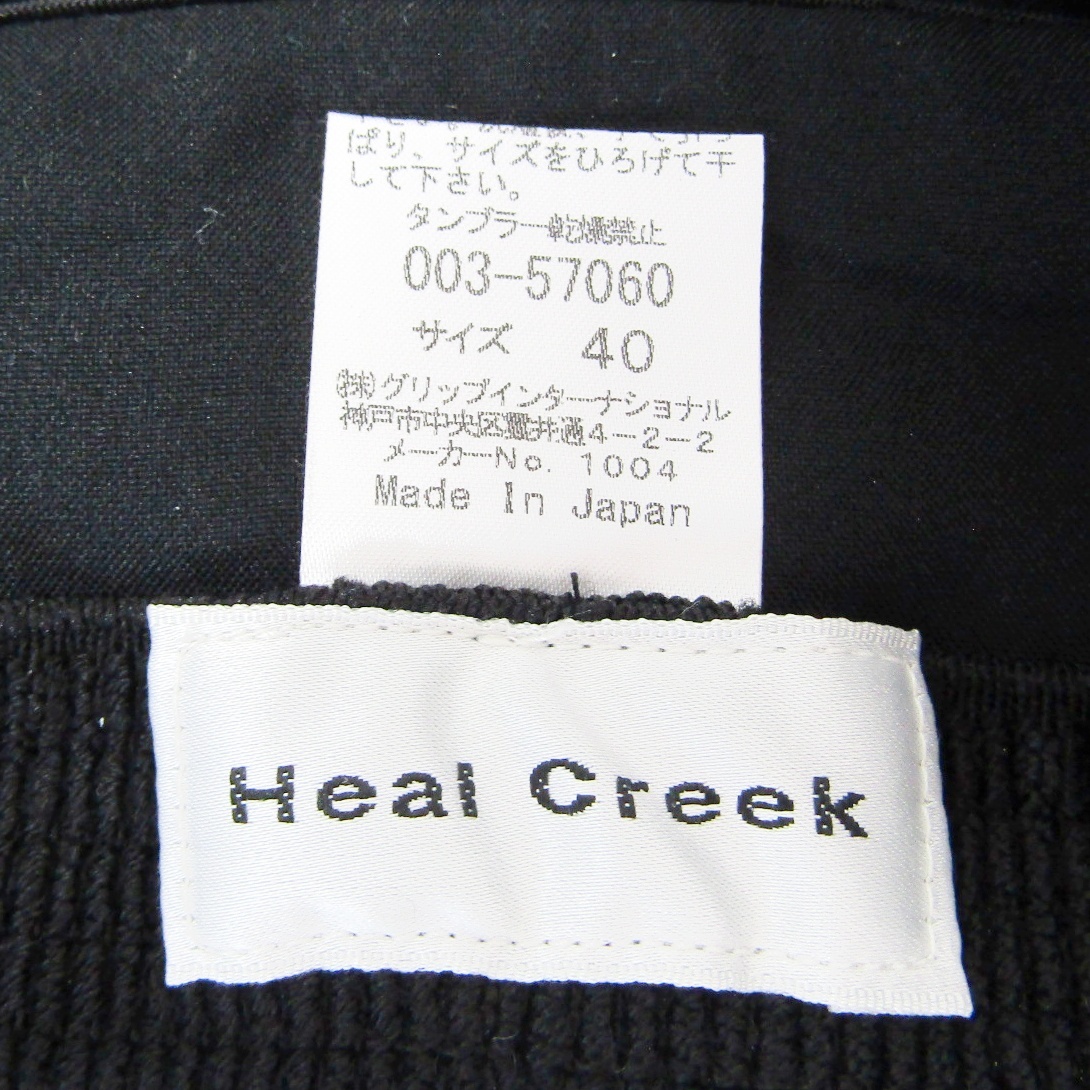 ぱり、サイズをひろげて干
して下さい。
タンブラー乾燥禁止
003-57060
サイズ 40
(株)グリップインターナショナル
神戸市中央区雲井通4-2-2
メーカーNo. 1004
Made In Japan
Heal Creek